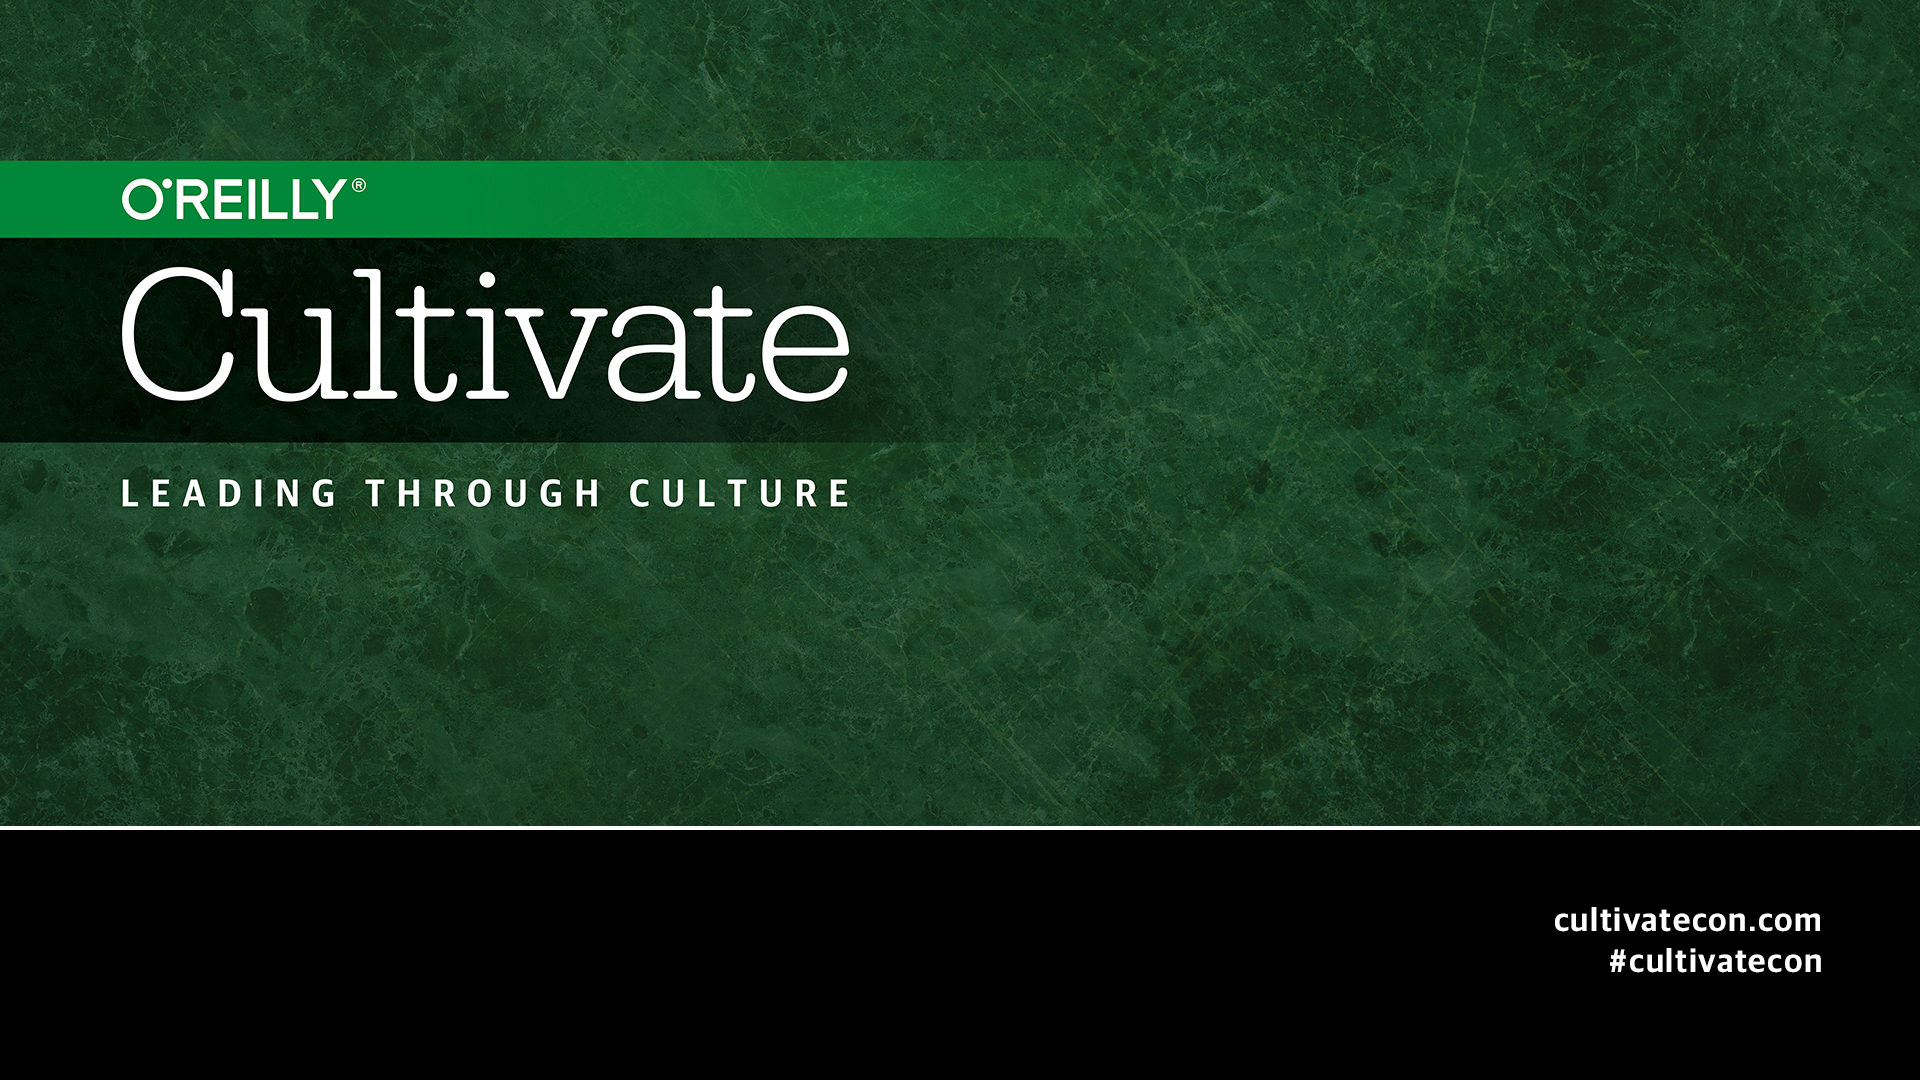 O'REILLY®
Cultivate
LEADING THROUGH CULTURE
cultivatecon.com
#cultivatecon